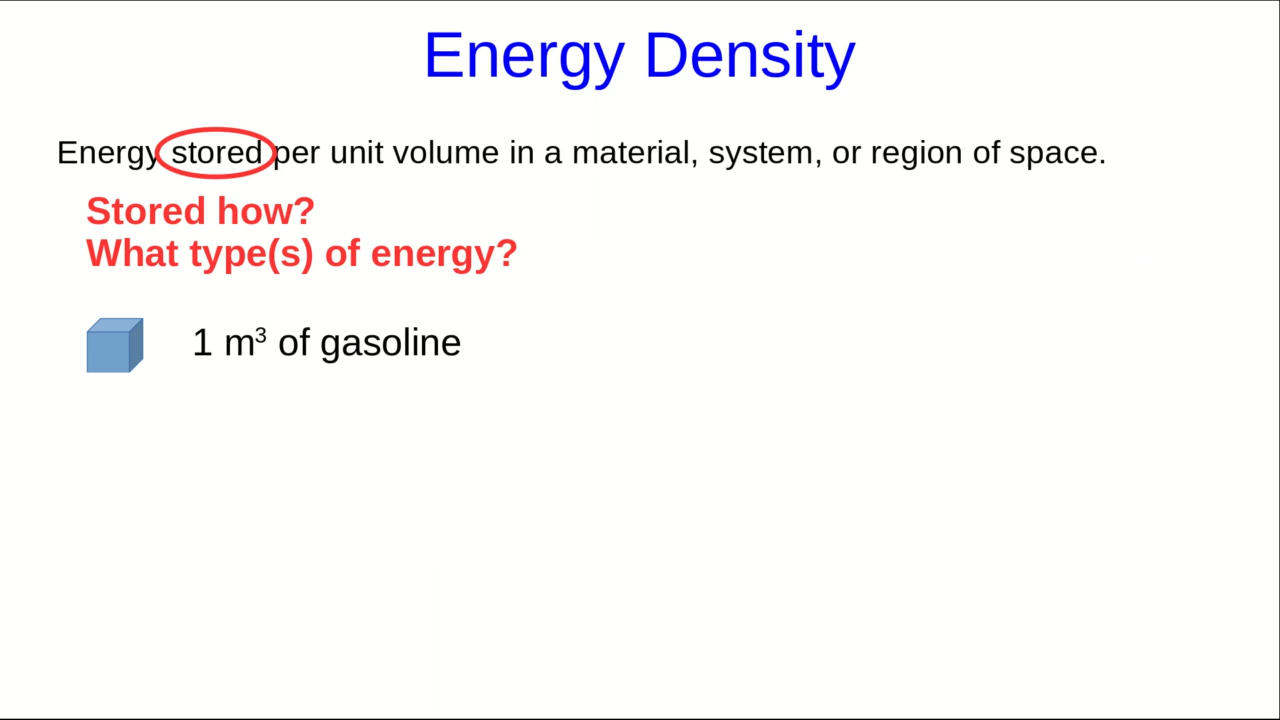 Energy Density
Energy stored per unit volume in a material, system, or region of space.
Stored how?
What type(s) of energy?
1 m³ of gasoline